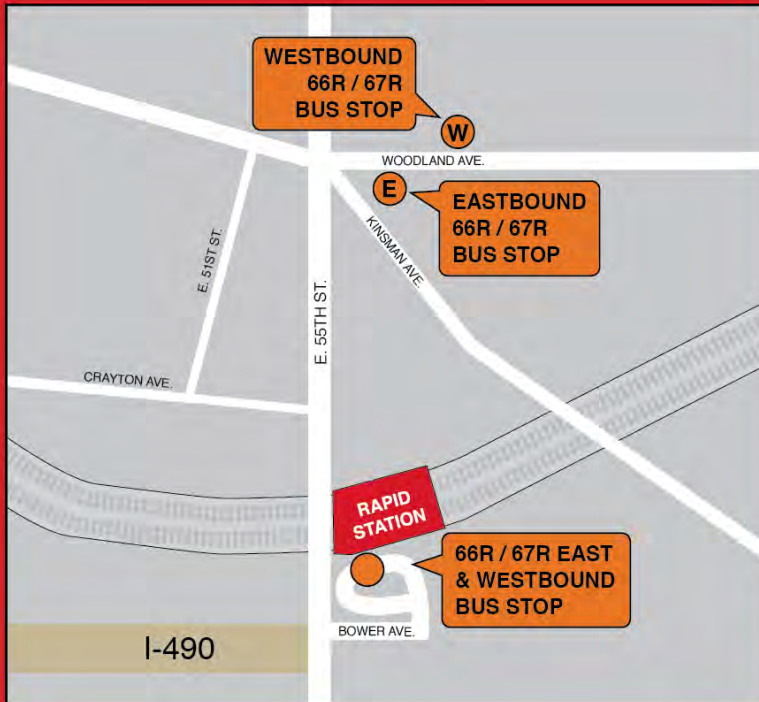 WESTBOUND
66R / 67R
BUS STOP
W
WOODLAND AVE.
E
EASTBOUND
66R / 67R
BUS STOP
KINSMAN AVE.
E. 51ST ST.
E. 55TH ST.
CRAYTON AVE.
RAPID
STATION
66R / 67R EAST
& WESTBOUND
BUS STOP
BOWER AVE.
I-490